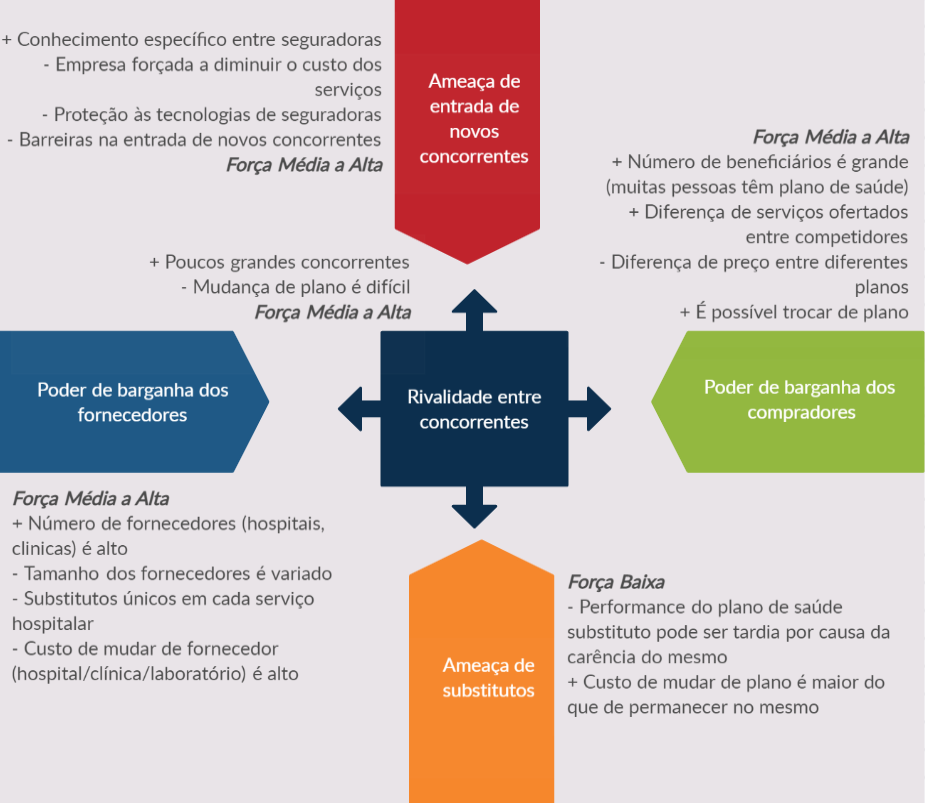 + Conhecimento específico entre seguradoras
- Empresa forçada a diminuir o custo dos
serviços
- Proteção às tecnologias de seguradoras
- Barreiras na entrada de novos concorrentes
Força Média a Alta
Ameaça de
entrada de
novos
concorrentes
Força Média a Alta
+ Número de beneficiários é grande
(muitas pessoas têm plano de saúde)
+ Diferença de serviços ofertados
entre competidores
- Diferença de preço entre diferentes
planos
+ É possível trocar de plano
+ Poucos grandes concorrentes
- Mudança de plano é difícil
Força Média a Alta
Poder de barganha dos
fornecedores
Rivalidade entre
concorrentes
Poder de barganha dos
compradores
Força Média a Alta
+ Número de fornecedores (hospitais,
clinicas) é alto
- Tamanho dos fornecedores é variado
- Substitutos únicos em cada serviço
hospitalar
- Custo de mudar de fornecedor
(hospital/clínica/laboratório) é alto
Ameaça de
substitutos
Força Baixa
- Performance do plano de saúde
substituto pode ser tardia por causa da
carência do mesmo
+ Custo de mudar de plano é maior do
que de permanecer no mesmo